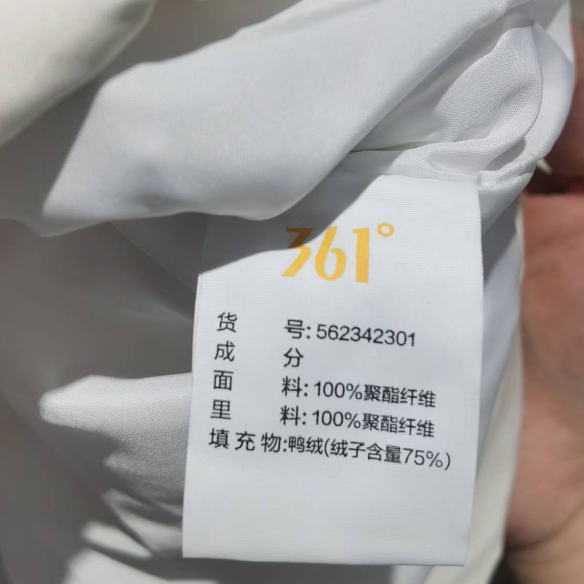 361°
货号:562342301
成分
面料:100%聚酯纤维
里料:100%聚酯纤维
填充物:鸭绒(绒子含量75%)